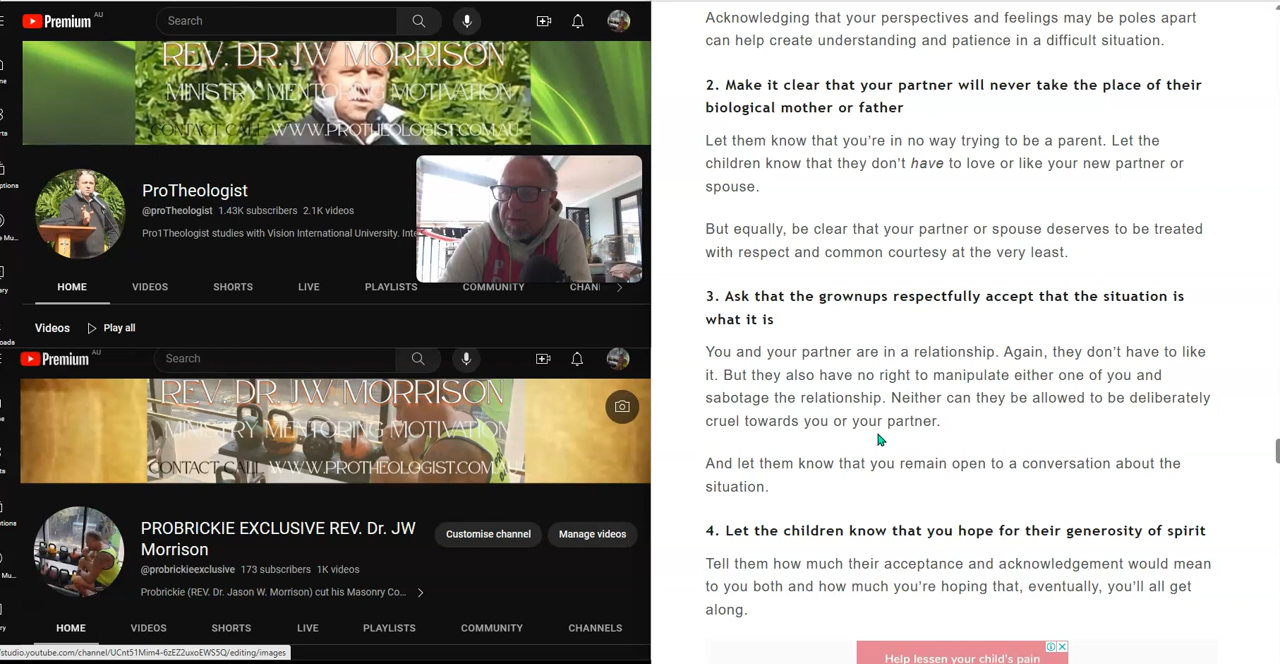 Premium AU
Search
REV. DR. JW MORRISON
MINISTRY MENTORING MOTIVATION
CONTACT CALL WWW.PROTHEOLOGIST.COM.AU
ProTheologist
@proTheologist 1.43K subscribers 2.1K videos
Pro1Theologist studies with Vision International University. Inte
HOME VIDEOS SHORTS LIVE PLAYLISTS COMMUNITY CHANI
Videos Play all
Premium AU
Search
REV. DR. JW MORRISON
MINISTRY MENTORING MOTIVATION
CONTACT CALL WWW.PROTHEOLOGIST.COM.AU
PROBRICKIE EXCLUSIVE REV. Dr. JW
Morrison
Customise channel Manage videos
@probrickieexclusive 173 subscribers 1K videos
Probrickie (REV. Dr. Jason W. Morrison) cut his Masonry Co...
HOME VIDEOS SHORTS LIVE PLAYLISTS COMMUNITY CHANNELS
/studio.youtube.com/channel/UCnt51Mim4-6zEZ2uxoEWS5Q/editing/images
Acknowledging that your perspectives and feelings may be poles apart
can help create understanding and patience in a difficult situation.
2. Make it clear that your partner will never take the place of their
biological mother or father
Let them know that you're in no way trying to be a parent. Let the
children know that they don't have to love or like your new partner or
spouse.
But equally, be clear that your partner or spouse deserves to be treated
with respect and common courtesy at the very least.
3. Ask that the grownups respectfully accept that the situation is
what it is
You and your partner are in a relationship. Again, they don't have to like
it. But they also have no right to manipulate either one of you and
sabotage the relationship. Neither can they be allowed to be deliberately
cruel towards you or your partner.
And let them know that you remain open to a conversation about the
situation.
4. Let the children know that you hope for their generosity of spirit
Tell them how much their acceptance and acknowledgement would mean
to you both and how much you're hoping that, eventually, you'll all get
along.
Help lessen your child's pain